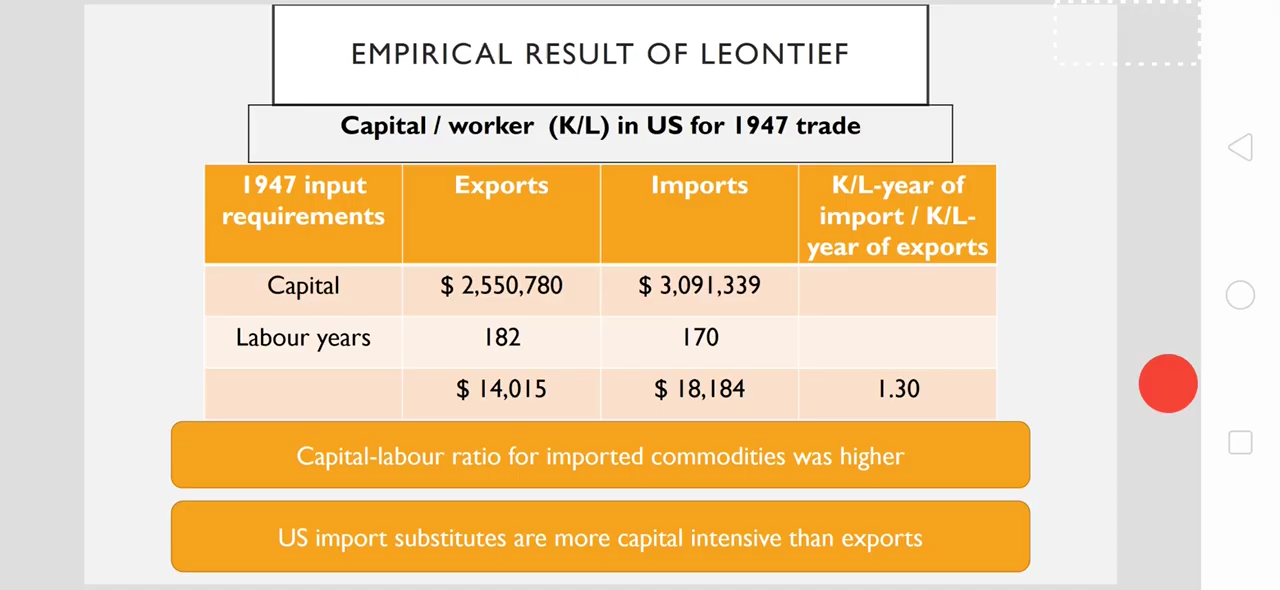 EMPIRICAL RESULT OF LEONTIEF
Capital / worker (K/L) in US for 1947 trade
1947 input requirements
Exports
Imports
K/L-year of import / K/L-year of exports
Capital
$ 2,550,780
$ 3,091,339
Labour years
182
170
$ 14,015
$ 18,184
1.30
Capital-labour ratio for imported commodities was higher
US import substitutes are more capital intensive than exports